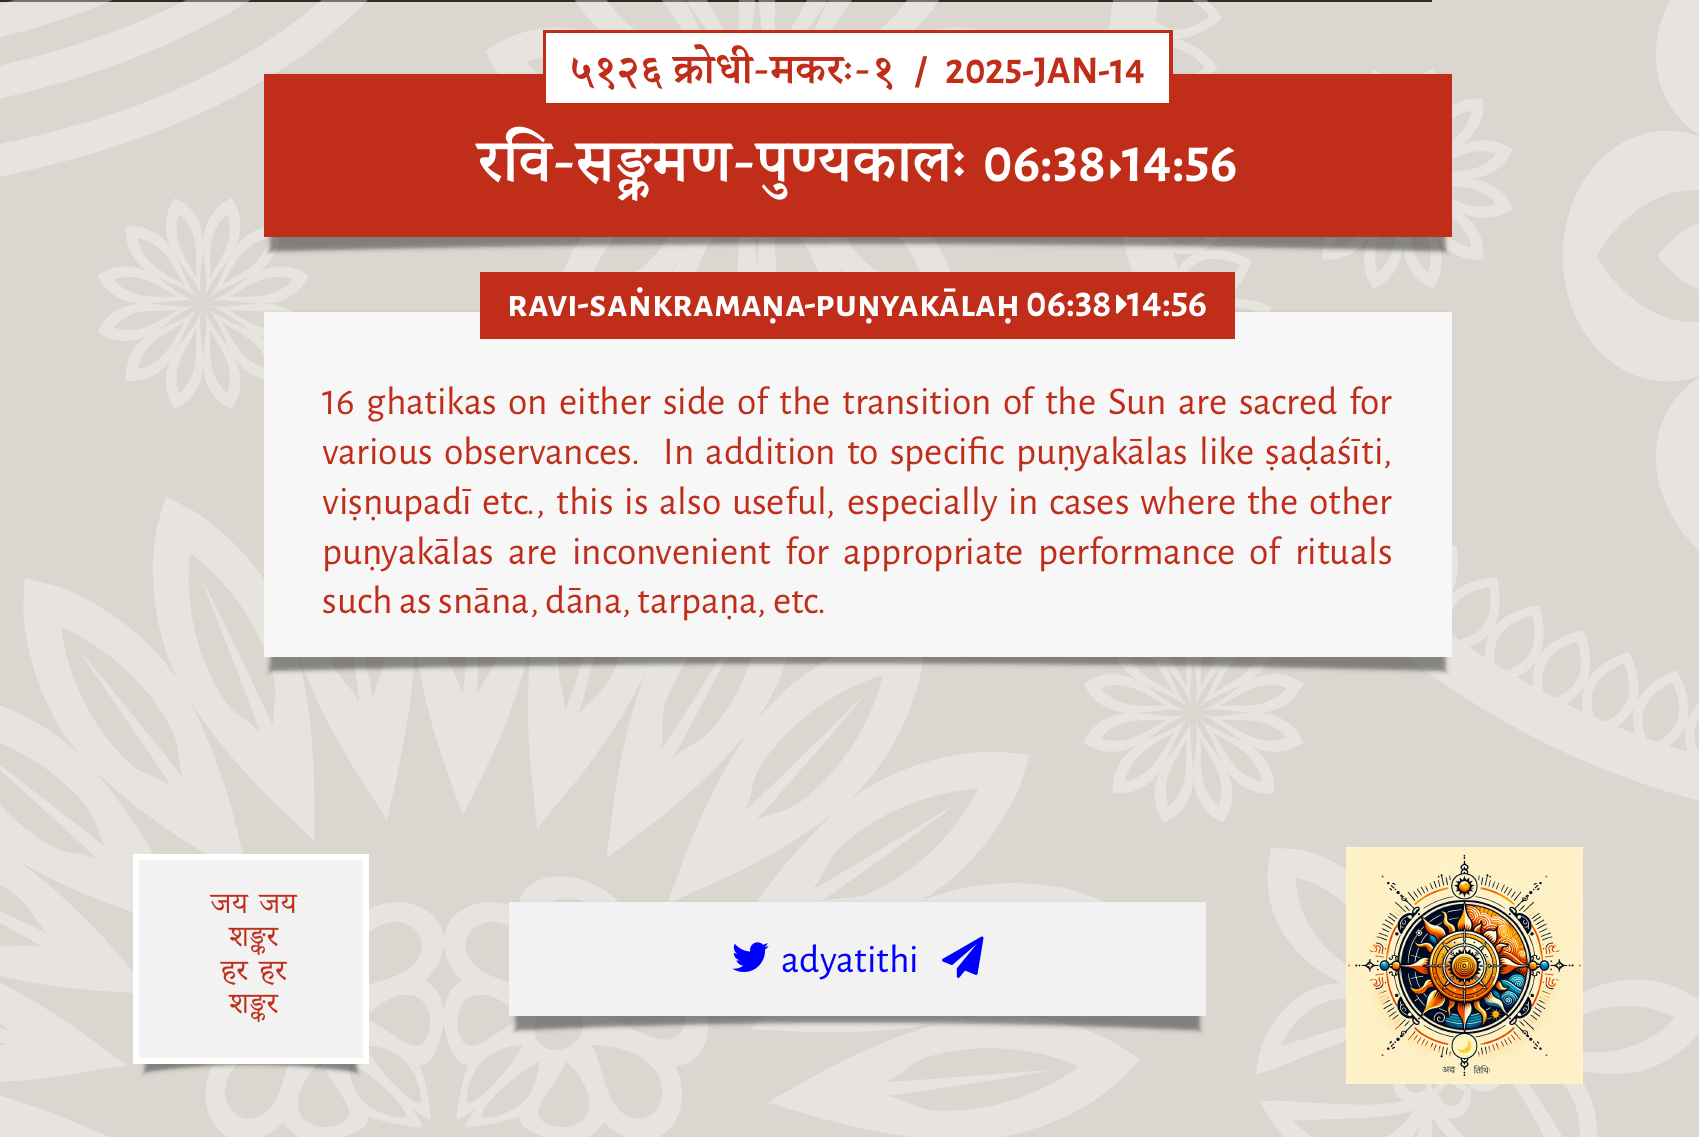 ५१२६ क्रोधी-मकरः-१ / 2025-JAN-14
रवि-सङ्क्रमण-पुण्यकालः 06:38▸14:56
RAVI-SAṄKRAMAṆA-PUṆYAKĀLAḤ 06:38▸14:56
16 ghatikas on either side of the transition of the Sun are sacred for
various observances. In addition to specific puṇyakālas like ṣaḍaśīti,
viṣṇupadī etc., this is also useful, especially in cases where the other
puṇyakālas are inconvenient for appropriate performance of rituals
such as snāna, dāna, tarpaṇa, etc.
जय जय
शङ्कर
हर हर
शङ्कर
adyatithi
अद्य तिथिः